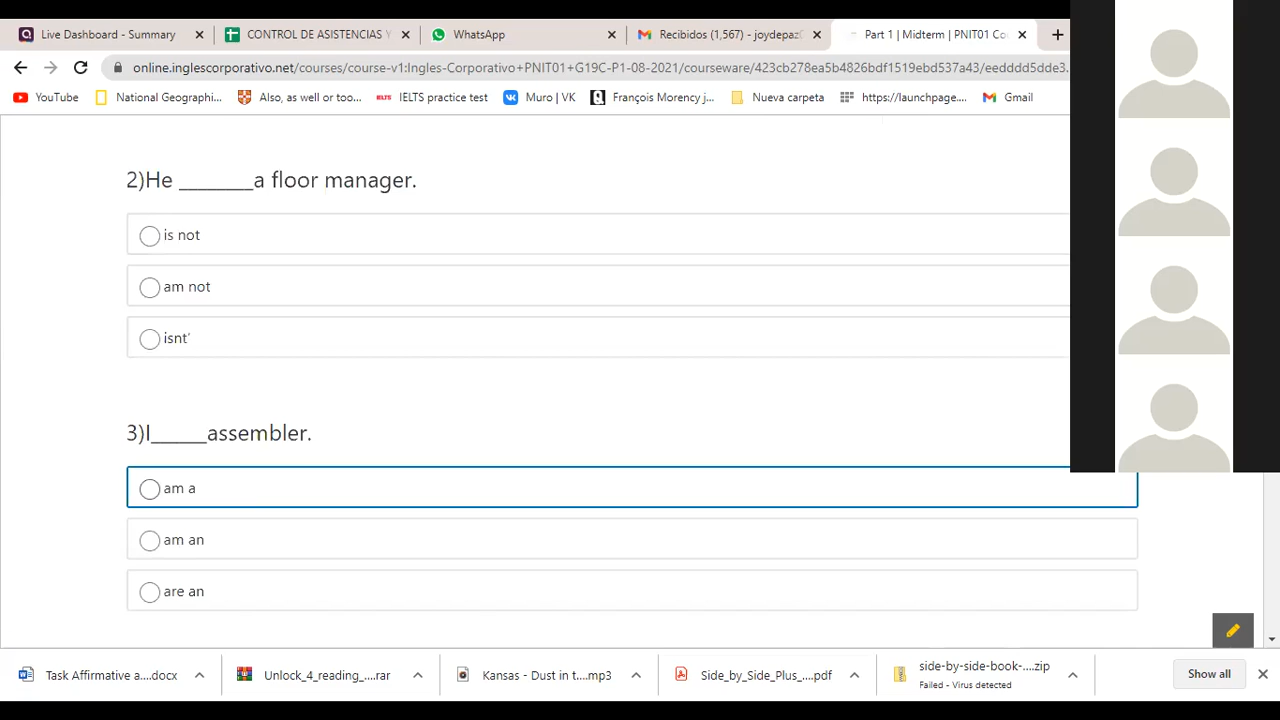 Live Dashboard - Summary
CONTROL DE ASISTENCIAS Y
WhatsApp
Recibidos (1,567) - joydepaz
Part 1 | Midterm | PNIT01 Co
online.inglescorporativo.net/courses/course-v1:Ingles-Corporativo+PNIT01+G19C-P1-08-2021/courseware/423cb278ea5b4826bdf1519ebd537a43/eedddd5dde3.
YouTube
National Geographi...
Also, as well or too...
IELTS
IELTS practice test
Muro | VK
François Morency j...
Nueva carpeta
https://launchpage....
Gmail
2)He _______a floor manager.
is not
am not
isnt’
3)I_____assembler.
am a
am an
are an
Task Affirmative a....docx
Unlock_4_reading_....rar
Kansas - Dust in t....mp3
Side_by_Side_Plus_....pdf
side-by-side-book-....zip
Failed - Virus detected
Show all